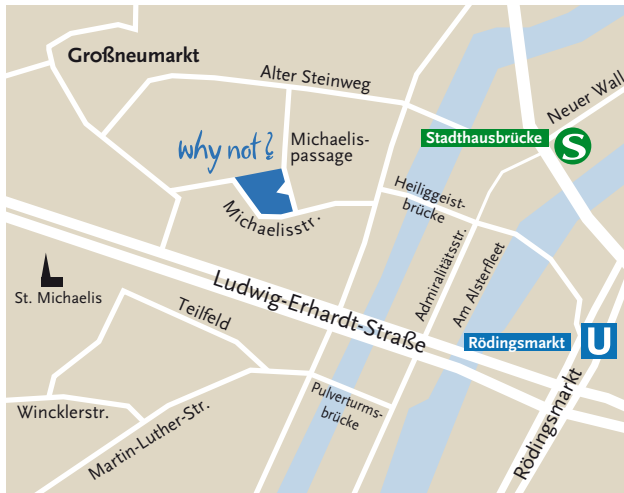 Großneumarkt
Alter Steinweg
Neuer Wall
why not?
Michaelis-
passage
Stadthausbrücke
S
Heiliggeist-
brücke
Michaelisstr.
Admiralitätsstr.
Am Alsterfleet
St. Michaelis
Ludwig-Erhardt-Straße
Teilfeld
Rödingsmarkt
U
Pulverturms-
brücke
Wincklerstr.
Martin-Luther-Str.
Rödingsmarkt